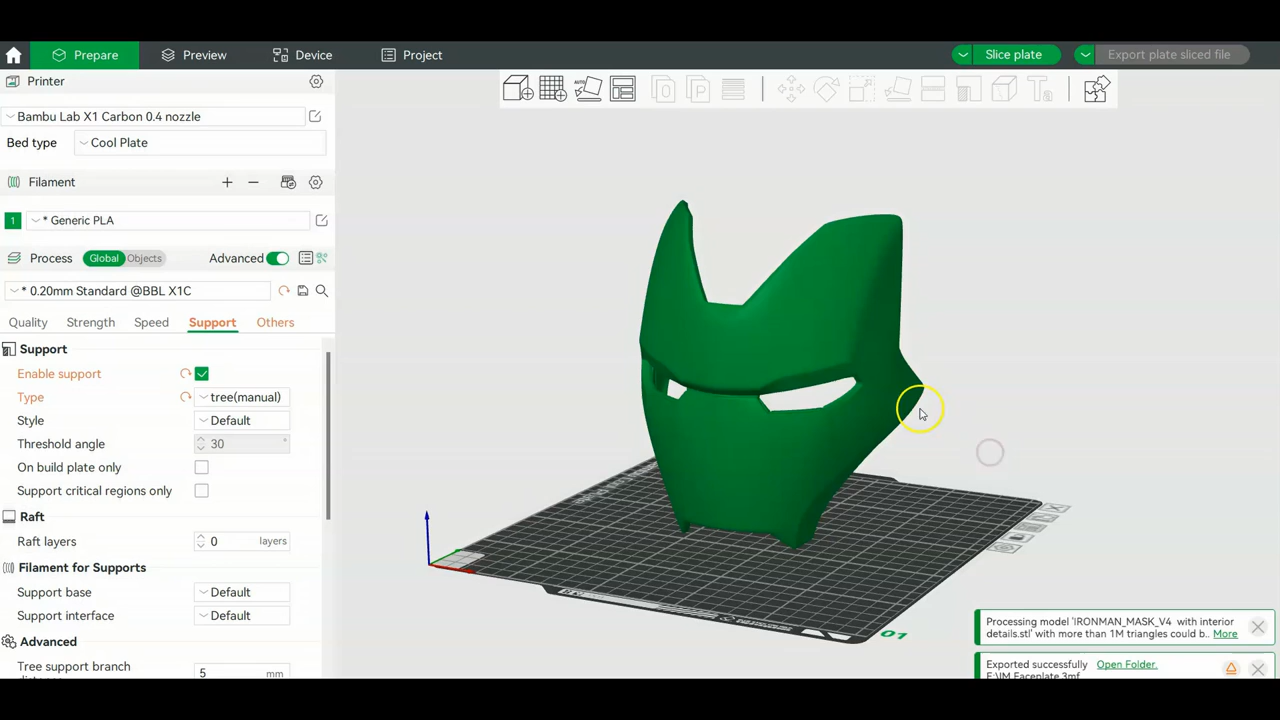 Prepare
Preview
Device
Project
Slice plate
Export plate sliced file
Printer
Bambu Lab X1 Carbon 0.4 nozzle
Bed type
Cool Plate
Filament
1
* Generic PLA
Process
Global
Objects
Advanced
* 0.20mm Standard @BBL X1C
Quality
Strength
Speed
Support
Others
Support
Enable support
Type
tree(manual)
Style
Default
Threshold angle
30 °
On build plate only
Support critical regions only
Raft
Raft layers
0 layers
Filament for Supports
Support base
Default
Support interface
Default
Advanced
Tree support branch
5 mm
01
Processing model 'IRONMAN_MASK_V4 with interior
details.stl' with more than 1M triangles could b.. More
Exported successfully Open Folder.
E:\IM Faceplate.3mf